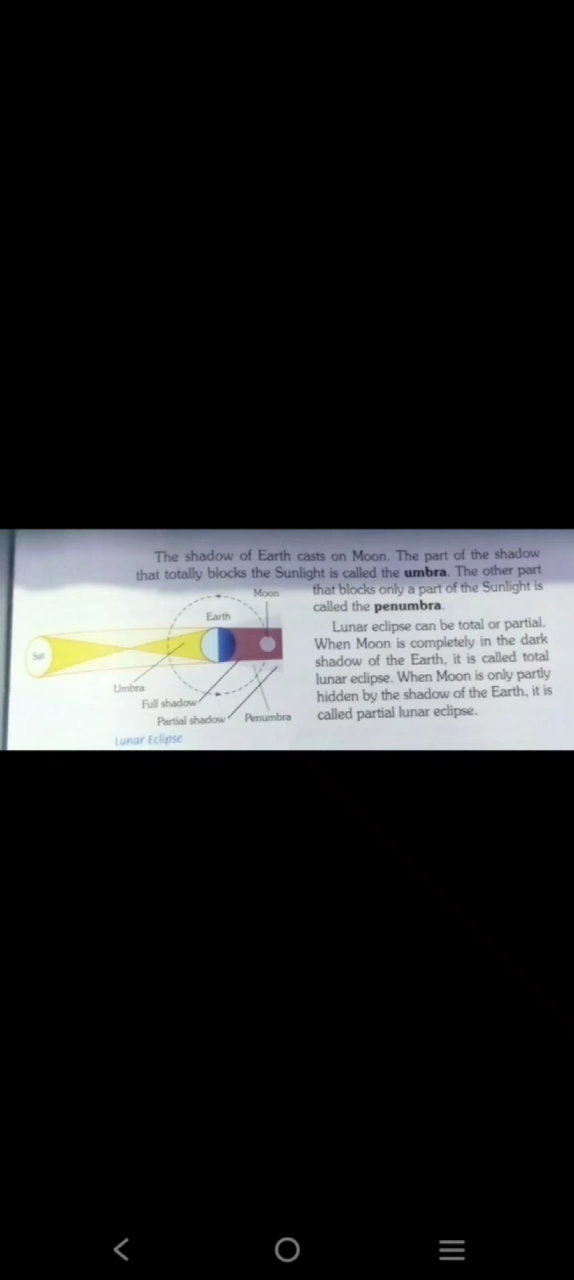 The shadow of Earth casts on Moon. The part of the shadow
that totally blocks the Sunlight is called the umbra. The other part
that blocks only a part of the Sunlight is
called the penumbra.
Lunar eclipse can be total or partial.
When Moon is completely in the dark
shadow of the Earth, it is called total
lunar eclipse. When Moon is only partly
hidden by the shadow of the Earth, it is
called partial lunar eclipse.
Moon
Earth
Sun
Umbra
Full shadow
Partial shadow
Penumbra
Lunar Eclipse